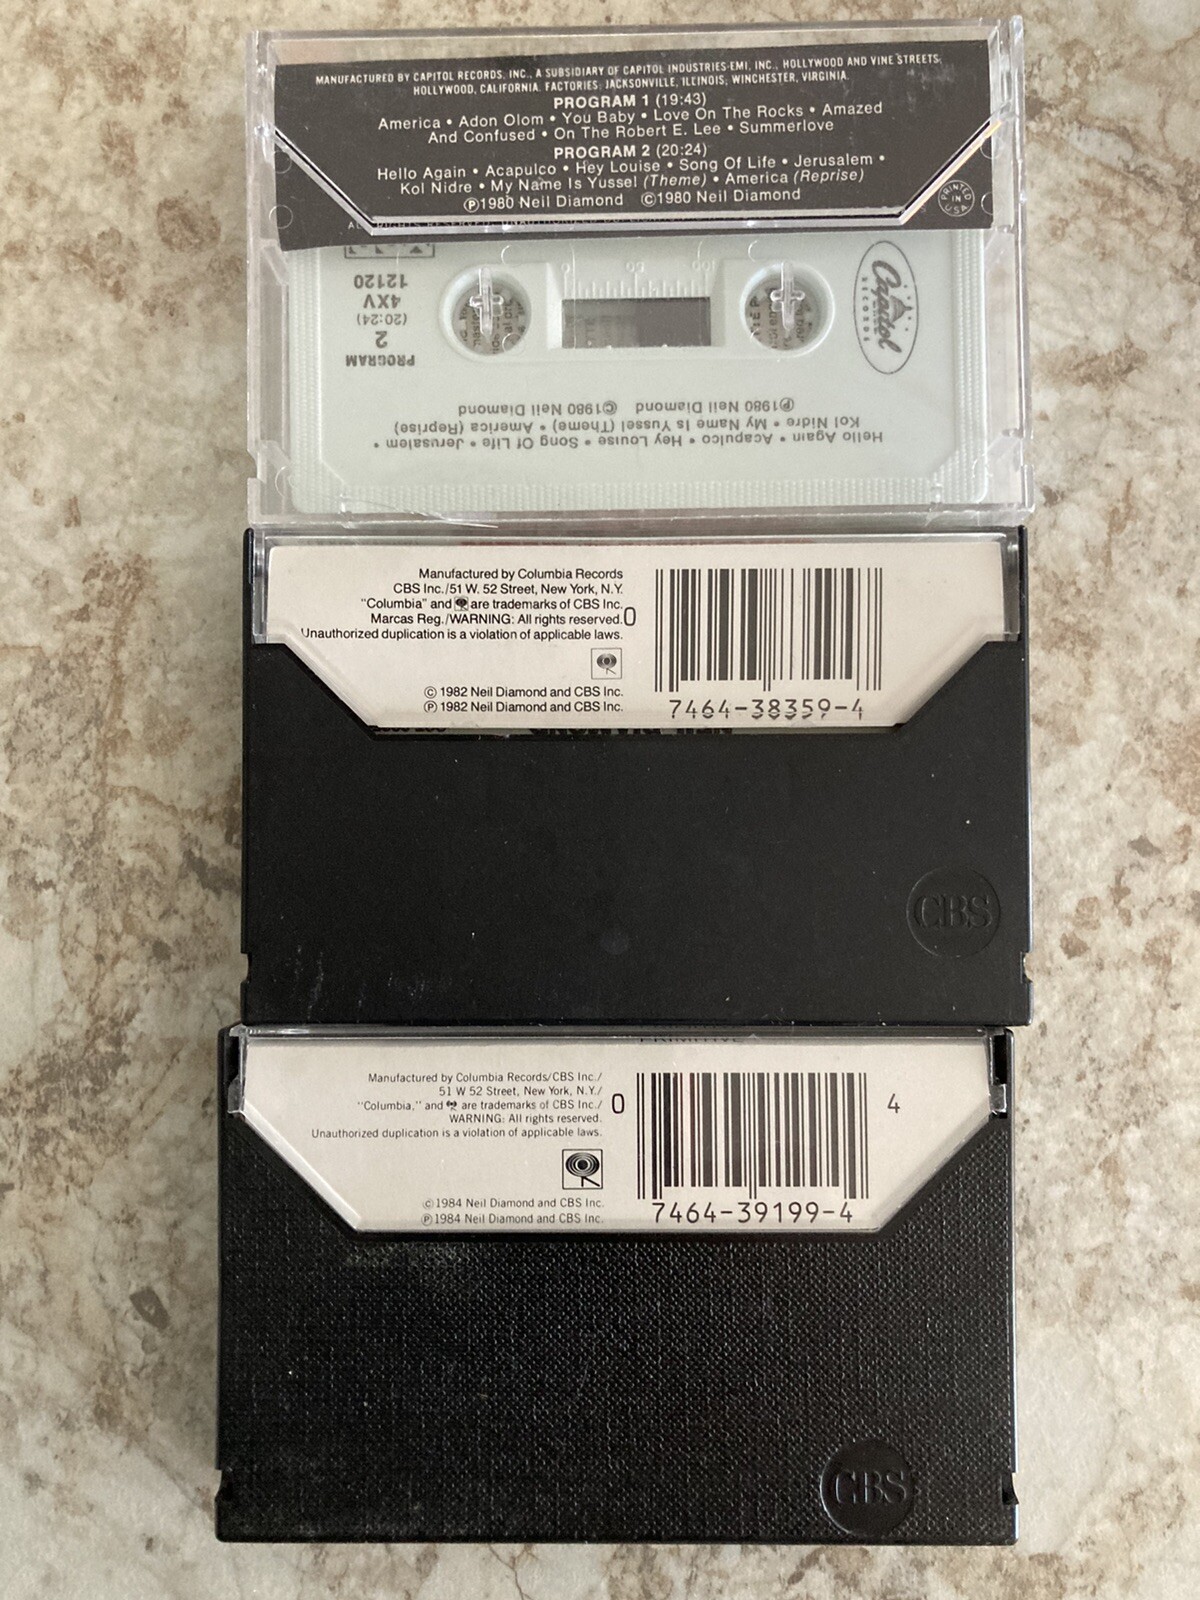 MANUFACTURED BY CAPITOL RECORDS, INC., A SUBSIDIARY OF CAPITOL INDUSTRIES-EMI, INC., HOLLYWOOD AND VINE STREETS,
HOLLYWOOD, CALIFORNIA. FACTORIES: JACKSONVILLE, ILLINOIS; WINCHESTER, VIRGINIA.
PROGRAM 1 (19:43)
America • Adon Olom • You Baby • Love On The Rocks • Amazed
And Confused • On The Robert E. Lee • Summerlove
PROGRAM 2 (20:24)
Hello Again • Acapulco • Hey Louise • Song Of Life • Jerusalem •
Kol Nidre • My Name Is Yussel (Theme) • America (Reprise)
℗1980 Neil Diamond ©1980 Neil Diamond
PRINTED
IN
USA
Capitol
RECORDS
PROGRAM
2
(20:24)
4XV
12120
0 50 100
Hello Again • Acapulco • Hey Louise • Song Of Life • Jerusalem •
Kol Nidre • My Name Is Yussel (Theme) • America (Reprise)
℗1980 Neil Diamond ©1980 Neil Diamond
Manufactured by Columbia Records
CBS Inc./51 W. 52 Street, New York, N.Y.
"Columbia" and are trademarks of CBS Inc.
Marcas Reg./WARNING: All rights reserved.
Unauthorized duplication is a violation of applicable laws.
© 1982 Neil Diamond and CBS Inc.
℗ 1982 Neil Diamond and CBS Inc.
0
7464-38359-4
CBS
PRIMITIVE
Manufactured by Columbia Records/CBS Inc./
51 W 52 Street, New York, N.Y./
"Columbia," and are trademarks of CBS Inc./
WARNING: All rights reserved.
Unauthorized duplication is a violation of applicable laws.
©1984 Neil Diamond and CBS Inc.
℗1984 Neil Diamond and CBS Inc.
0
4
7464-39199-4
CBS